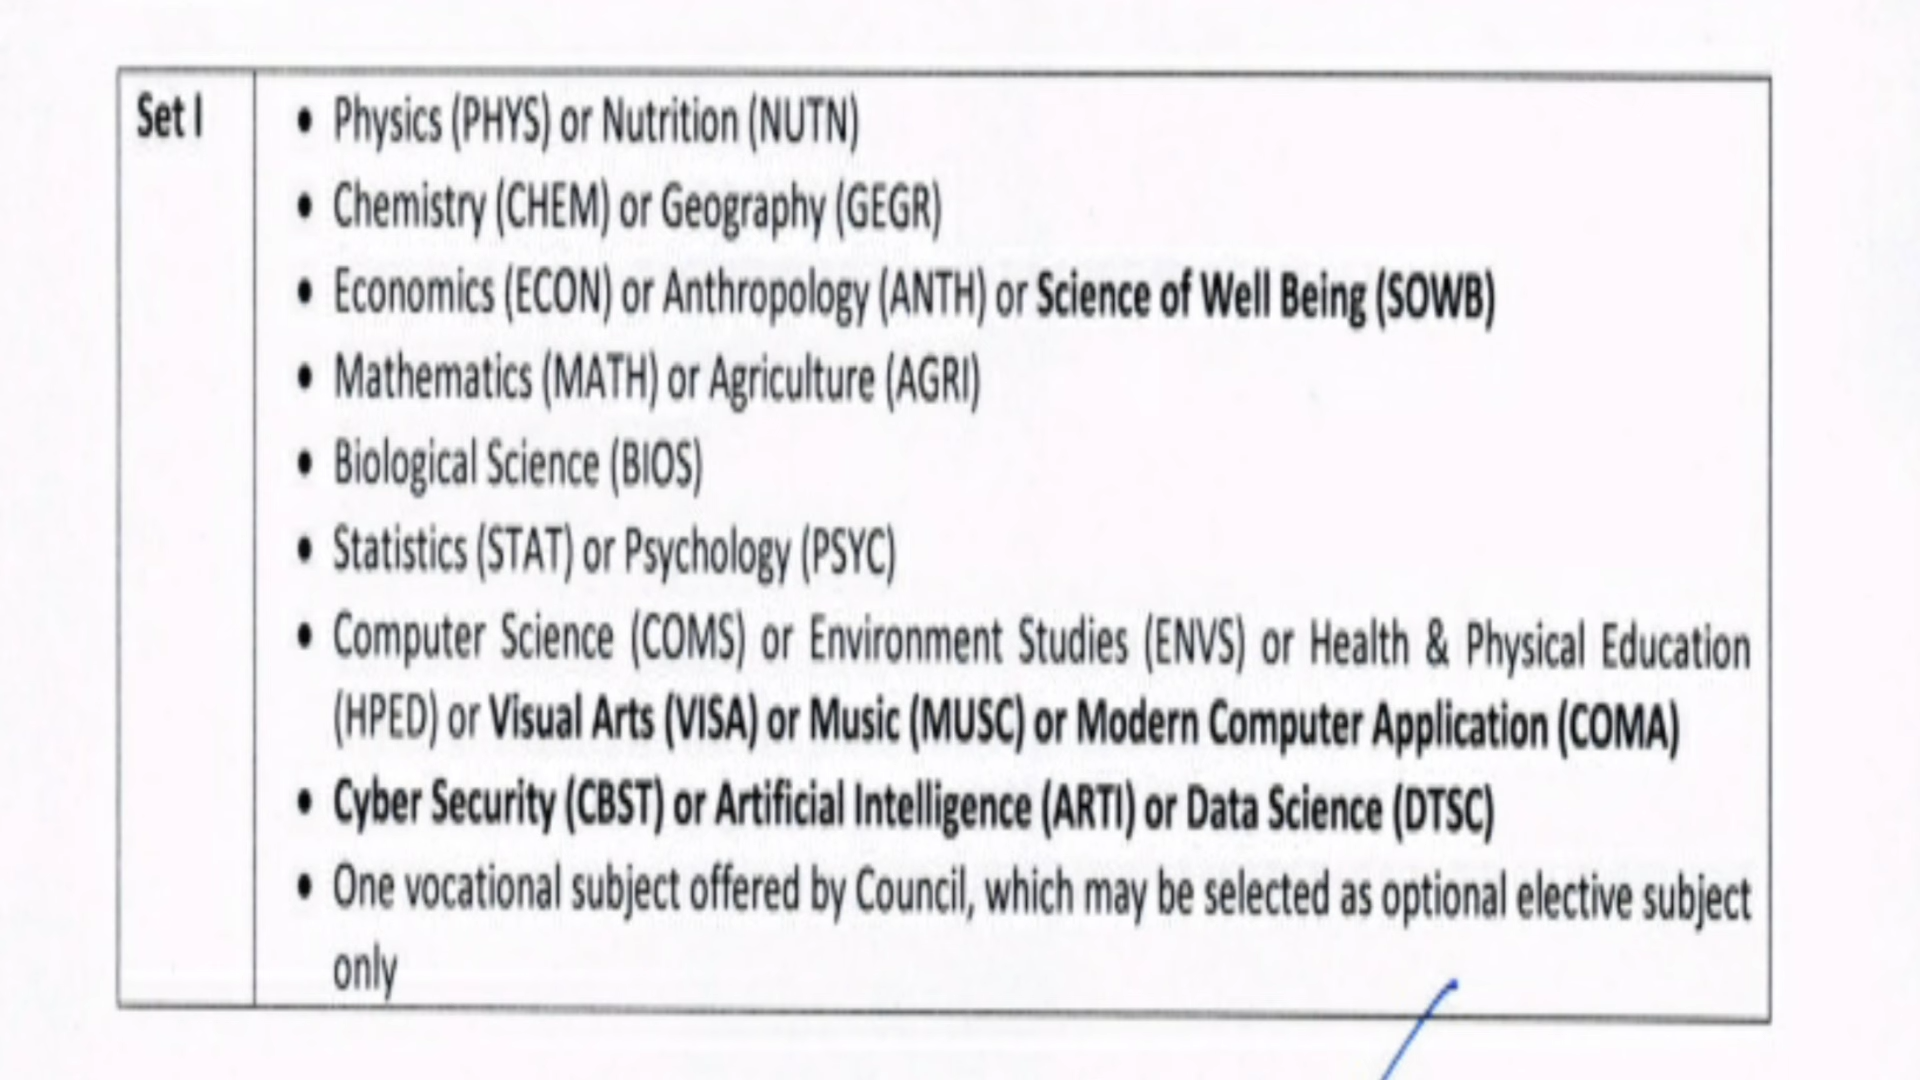 Set I
• Physics (PHYS) or Nutrition (NUTN)
• Chemistry (CHEM) or Geography (GEGR)
• Economics (ECON) or Anthropology (ANTH) or Science of Well Being (SOWB)
• Mathematics (MATH) or Agriculture (AGRI)
• Biological Science (BIOS)
• Statistics (STAT) or Psychology (PSYC)
• Computer Science (COMS) or Environment Studies (ENVS) or Health & Physical Education
(HPED) or Visual Arts (VISA) or Music (MUSC) or Modern Computer Application (COMA)
• Cyber Security (CBST) or Artificial Intelligence (ARTI) or Data Science (DTSC)
• One vocational subject offered by Council, which may be selected as optional elective subject
only